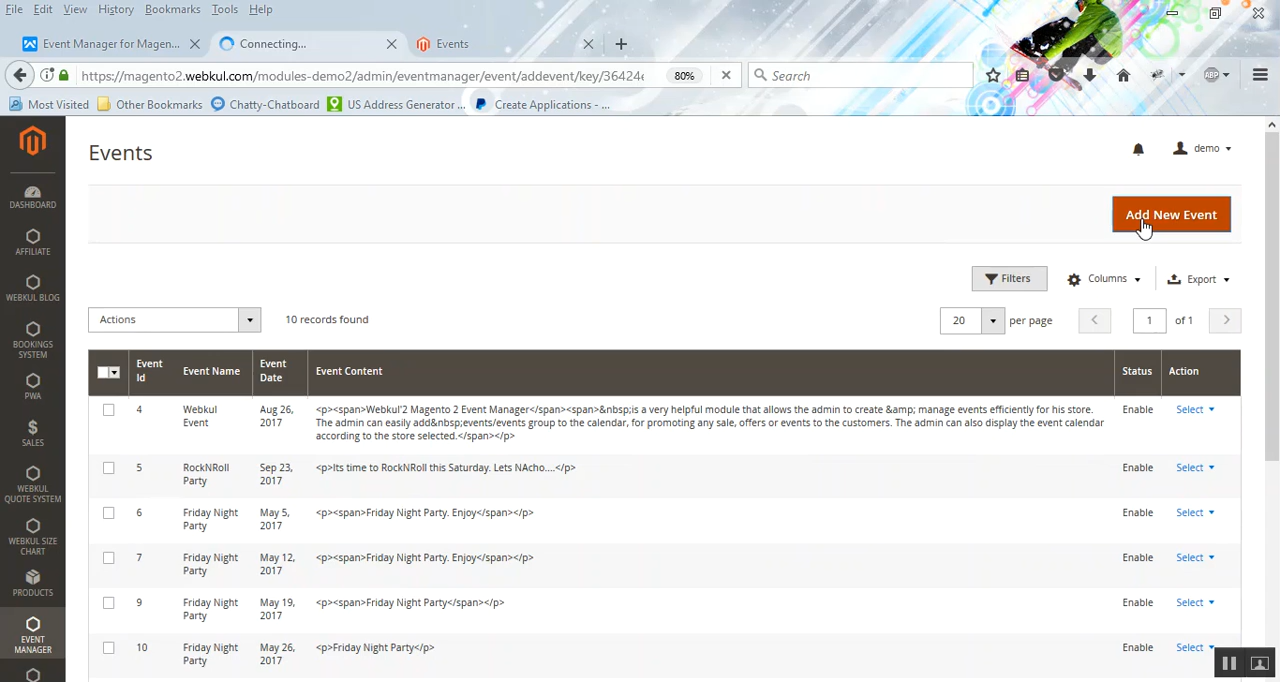 File Edit View History Bookmarks Tools Help
Event Manager for Magen... Connecting... Events
https://magento2.webkul.com/ admin/eventmanager/event/addevent/key/36424e 80% Search
Most Visited Other Bookmarks Chatty-Chouard US Address Generator ... Create Applications - ...
Events
demo
DASHBOARD
AFFILIATE
WEBKUL BLOG
BOOKINGS
SYSTEM
PWA
SALES
WEBKUL
QUOTE SYSTEM
WEBKUL SIZE
CHART
PRODUCTS
EVENT
MANAGER
Add New Event
Filters Columns Export
Actions 10 records found 20 per page 1 of 1
Event Id Event Name Event Date Event Content Status Action
4 Webkul Event Aug 26, 2017 <p><span>Webkul'2 Magento 2 Event Manager</span><span>&nbsp;is a very helpful module that allows the admin to create &amp; manage events efficiently for his store.
The admin can easily add&nbsp;events/events group to the calendar, for promoting any sale, offers or events to the customers. The admin can also display the event calendar
according to the store selected.</span></p> Enable Select
5 RockNRoll Party Sep 23, 2017 <p>Its time to RockNRoll this Saturday. Lets NAcho....</p> Enable Select
6 Friday Night Party May 5, 2017 <p><span>Friday Night Party. Enjoy</span></p> Enable Select
7 Friday Night Party May 12, 2017 <p><span>Friday Night Party. Enjoy</span></p> Enable Select
9 Friday Night Party May 19, 2017 <p><span>Friday Night Party</span></p> Enable Select
10 Friday Night Party May 26, 2017 <p>Friday Night Party</p> Enable Select